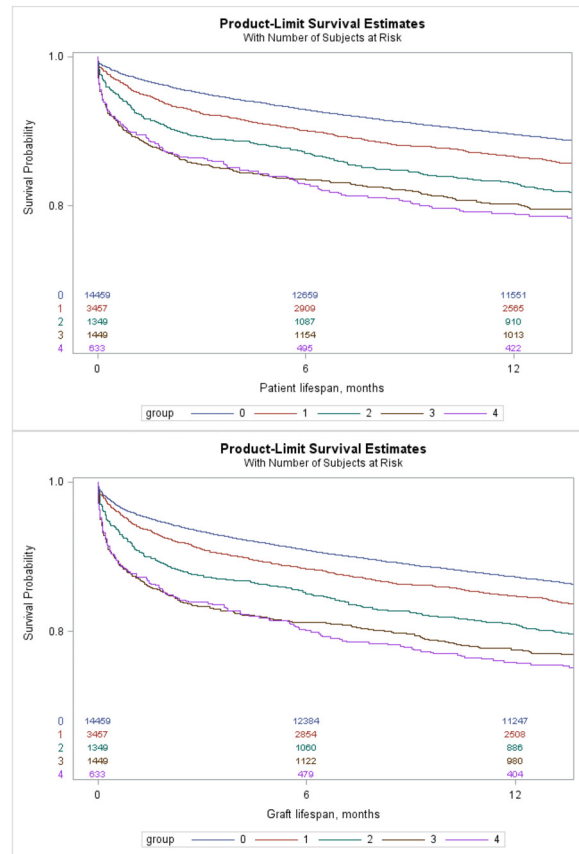 Product-Limit Survival Estimates
With Number of Subjects at Risk
1.0
0.8
Survival Probability
0 14459 12659 11551
1 3457 2909 2565
2 1349 1087 910
3 1449 1154 1013
4 633 495 422
0 6 12
Patient lifespan, months
group 0 1 2 3 4
Product-Limit Survival Estimates
With Number of Subjects at Risk
1.0
0.8
Survival Probability
0 14459 12384 11247
1 3457 2854 2508
2 1349 1060 886
3 1449 1122 980
4 633 479 404
0 6 12
Graft lifespan, months
group 0 1 2 3 4